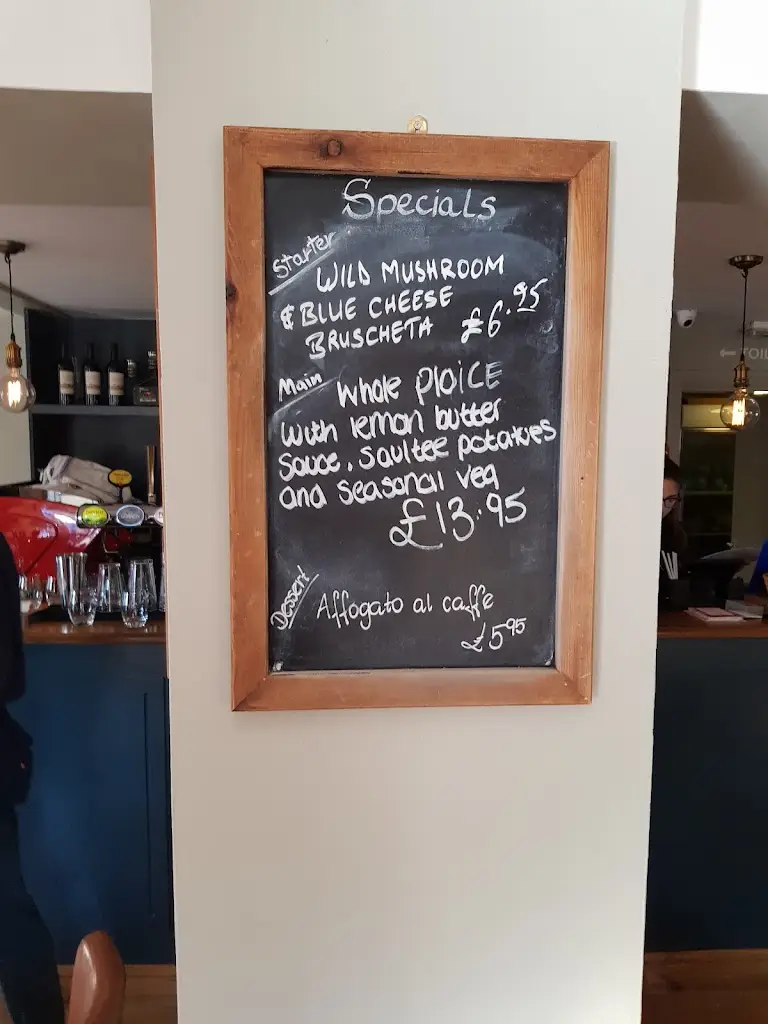 Specials
Starter
WILD MUSHROOM
& BLUE CHEESE
BRUSCHETA £6.95
Main Whole PloicE
With lemon butter
Sauce, Saultee potatoes
and Seasonal veg
£13.95
Dessert
Affogato al caffe
£5.95
← TOIL